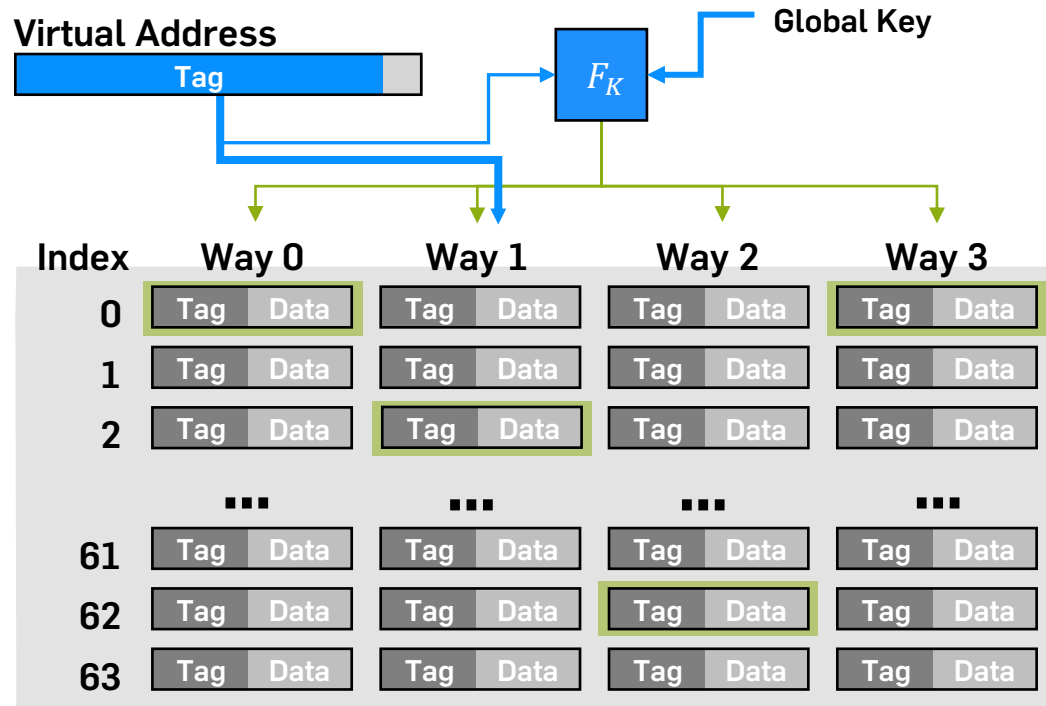 Global Key
Virtual Address
Tag
F_K
Index Way 0 Way 1 Way 2 Way 3
0 Tag Data Tag Data Tag Data Tag Data
1 Tag Data Tag Data Tag Data Tag Data
2 Tag Data Tag Data Tag Data Tag Data
... ... ... ...
61 Tag Data Tag Data Tag Data Tag Data
62 Tag Data Tag Data Tag Data Tag Data
63 Tag Data Tag Data Tag Data Tag Data